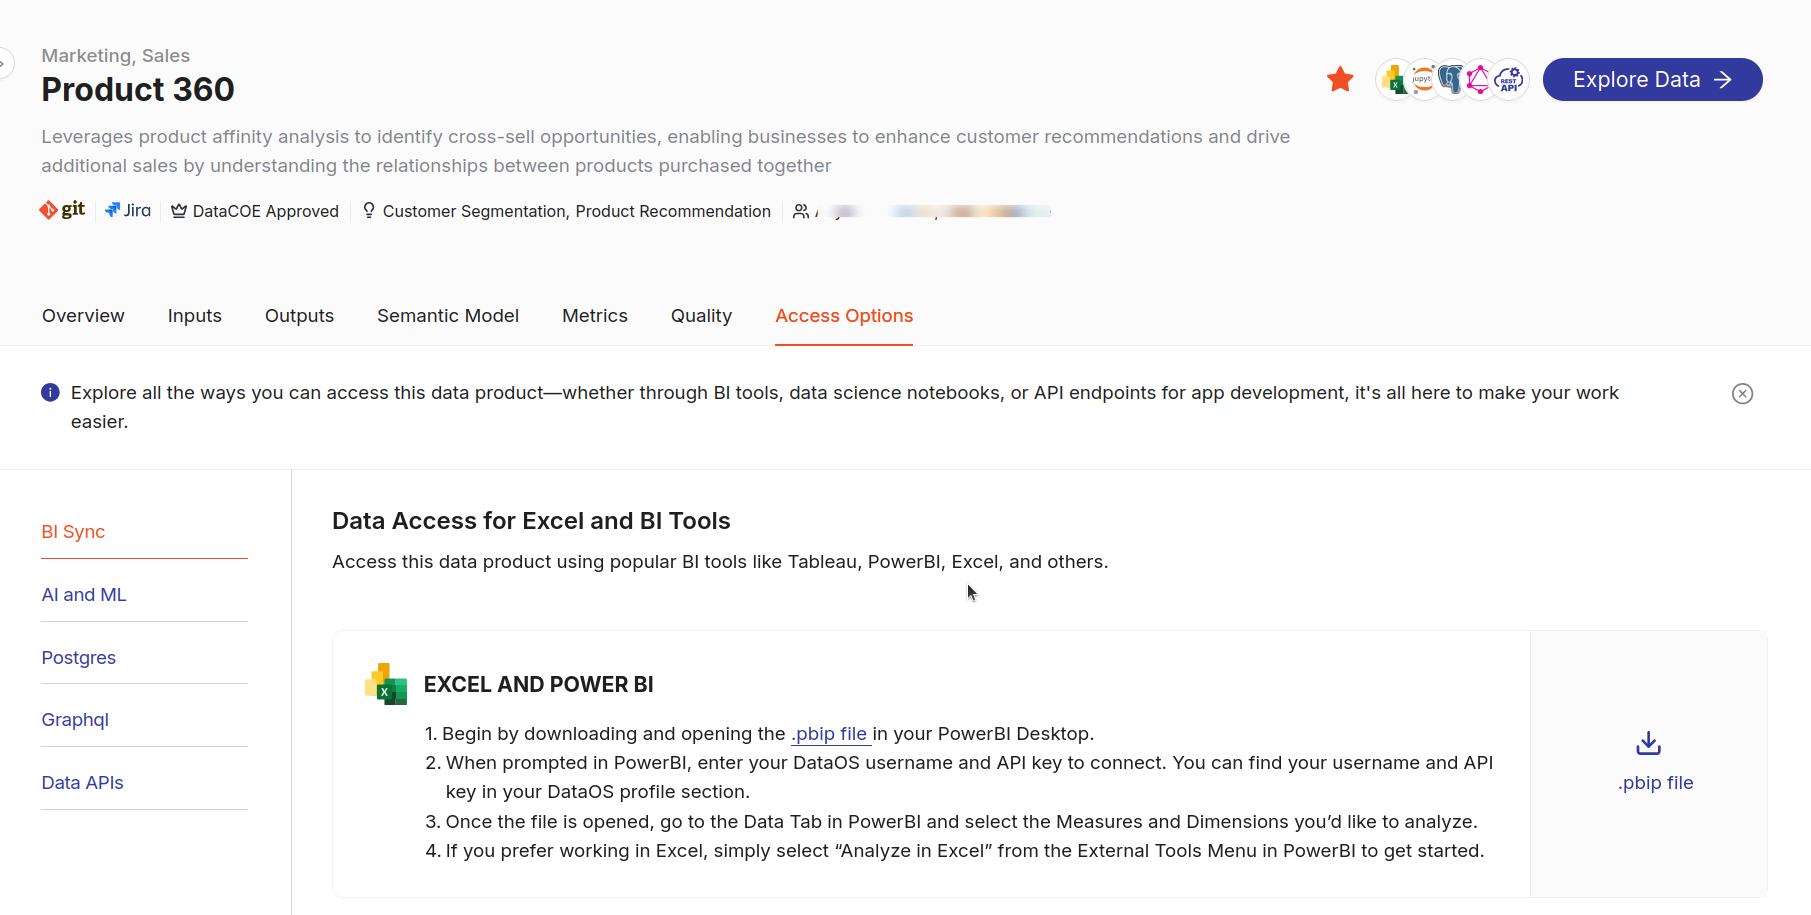 Marketing, Sales
Product 360
Explore Data
Leverages product affinity analysis to identify cross-sell opportunities, enabling businesses to enhance customer recommendations and drive
additional sales by understanding the relationships between products purchased together
git Jira DataCOE Approved Customer Segmentation, Product Recommendation
REST API
Overview Inputs Outputs Semantic Model Metrics Quality Access Options
Explore all the ways you can access this data product—whether through BI tools, data science notebooks, or API endpoints for app development, it's all here to make your work
easier.
BI Sync
AI and ML
Postgres
Graphql
Data APIs
Data Access for Excel and BI Tools
Access this data product using popular BI tools like Tableau, PowerBI, Excel, and others.
EXCEL AND POWER BI
1. Begin by downloading and opening the .pbip file in your PowerBI Desktop.
2. When prompted in PowerBI, enter your DataOS username and API key to connect. You can find your username and API
key in your DataOS profile section.
3. Once the file is opened, go to the Data Tab in PowerBI and select the Measures and Dimensions you’d like to analyze.
4. If you prefer working in Excel, simply select “Analyze in Excel” from the External Tools Menu in PowerBI to get started.
.pbip file